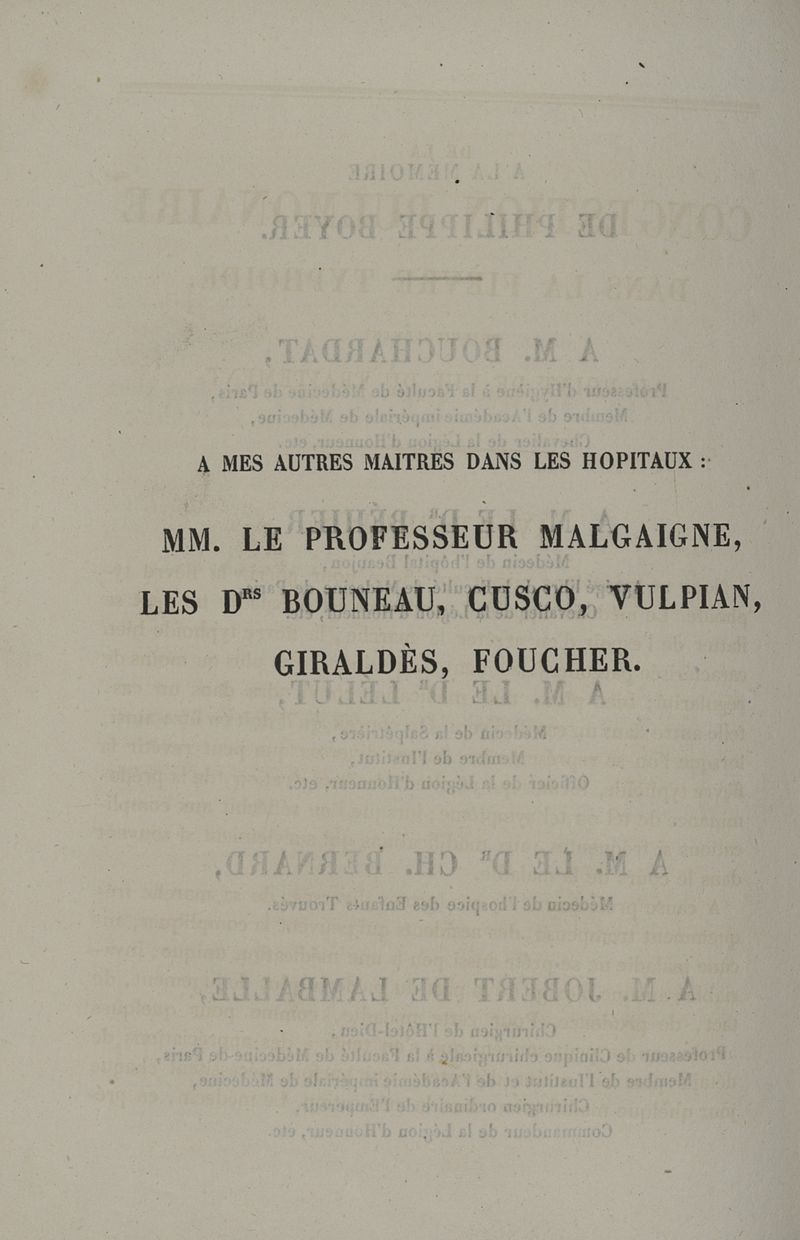 A MES AUTRES MAITRES DANS LES HOPITAUX :
MM. LE PROFESSEUR MALGAIGNE,
LES DRS BOUNEAU, CUSCO, VULPIAN,
GIRALDÈS, FOUCHER.